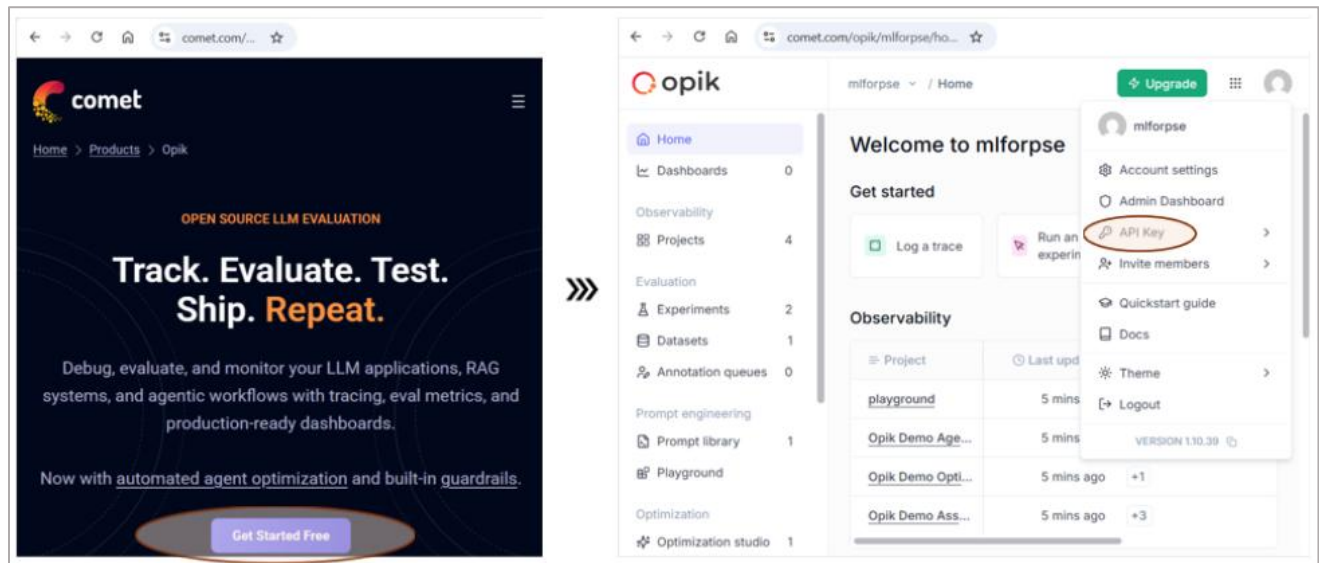 comet.com/...
comet
Home > Products > Opik
OPEN SOURCE LLM EVALUATION
Track. Evaluate. Test.
Ship. Repeat.
Debug, evaluate, and monitor your LLM applications, RAG
systems, and agentic workflows with tracing, eval metrics, and
production-ready dashboards.
Now with automated agent optimization and built-in guardrails.
Get Started Free
comet.com/opik/mlforpse/ho...
opik
mlforpse / Home
Upgrade
Home
Dashboards 0
Observability
Projects 4
Evaluation
Experiments 2
Datasets 1
Annotation queues 0
Prompt engineering
Prompt library 1
Playground
Optimization
Optimization studio 1
Welcome to mlforpse
Get started
Log a trace
Run an
experim
Observability
Project Last upd
playground 5 mins
Opik Demo Age... 5 mins
Opik Demo Opti... 5 mins ago +1
Opik Demo Ass... 5 mins ago +3
mlforpse
Account settings
Admin Dashboard
API Key
Invite members
Quickstart guide
Docs
Theme
Logout
VERSION 1.10.39